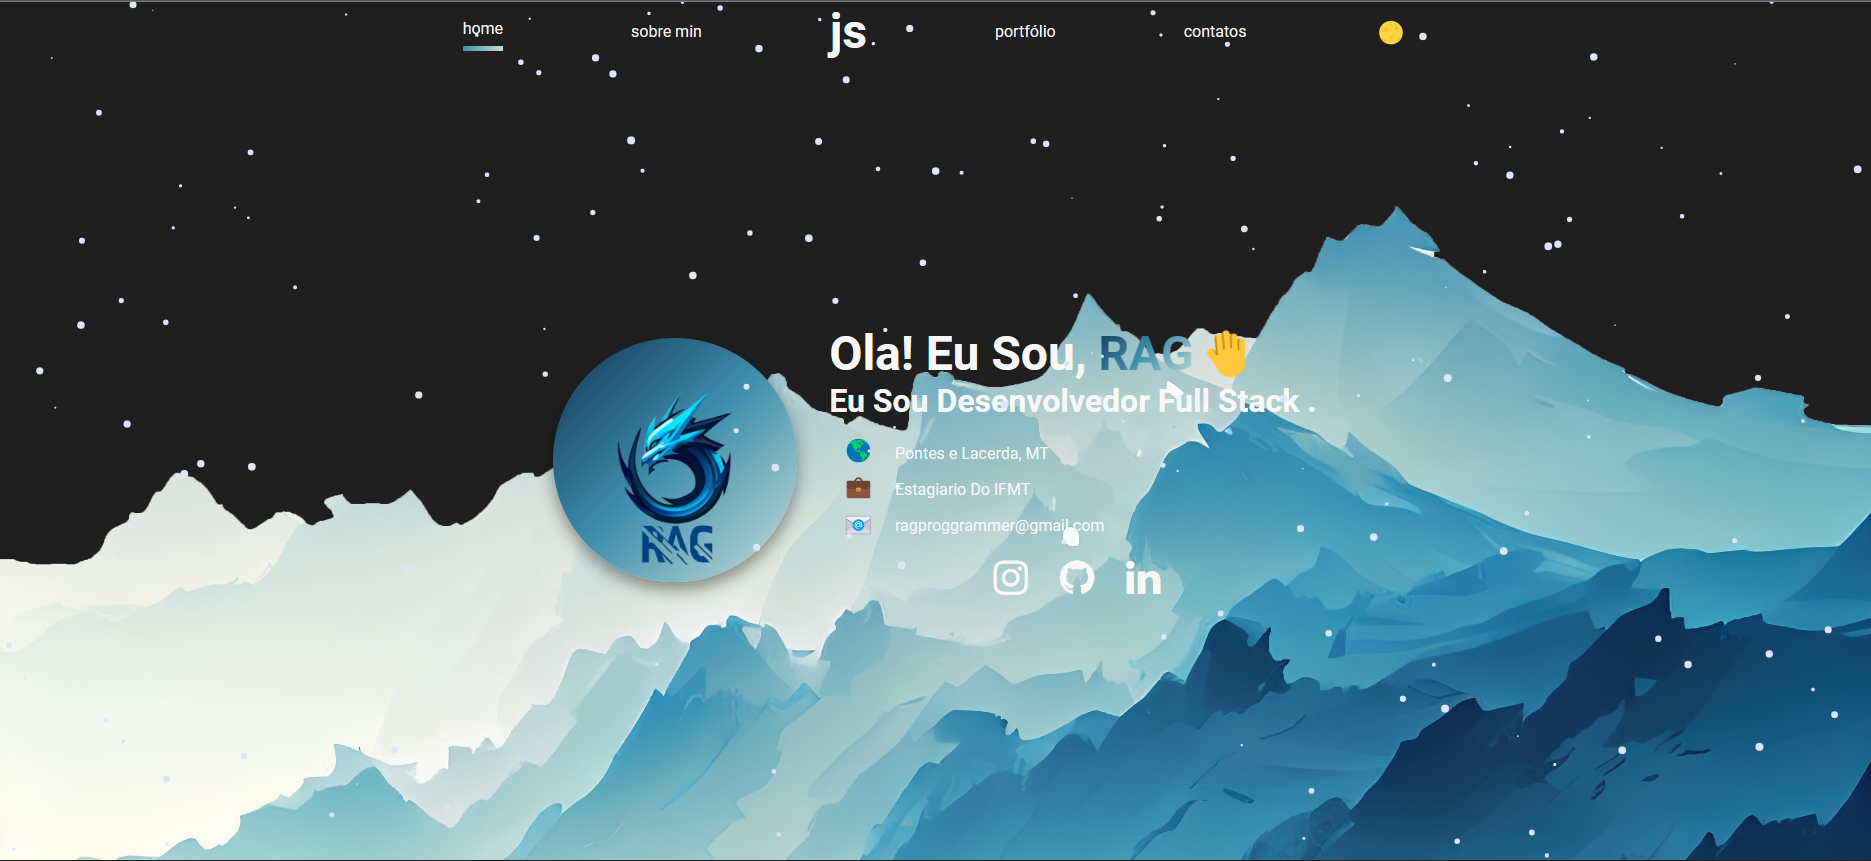 home
sobre min
js
portfólio
contatos
Ola! Eu Sou, RAG
Eu Sou Desenvolvedor Full Stack .
RAG
Pontes e Lacerda, MT
Estagiario Do IFMT
ragproggrammer@gmail.com
in